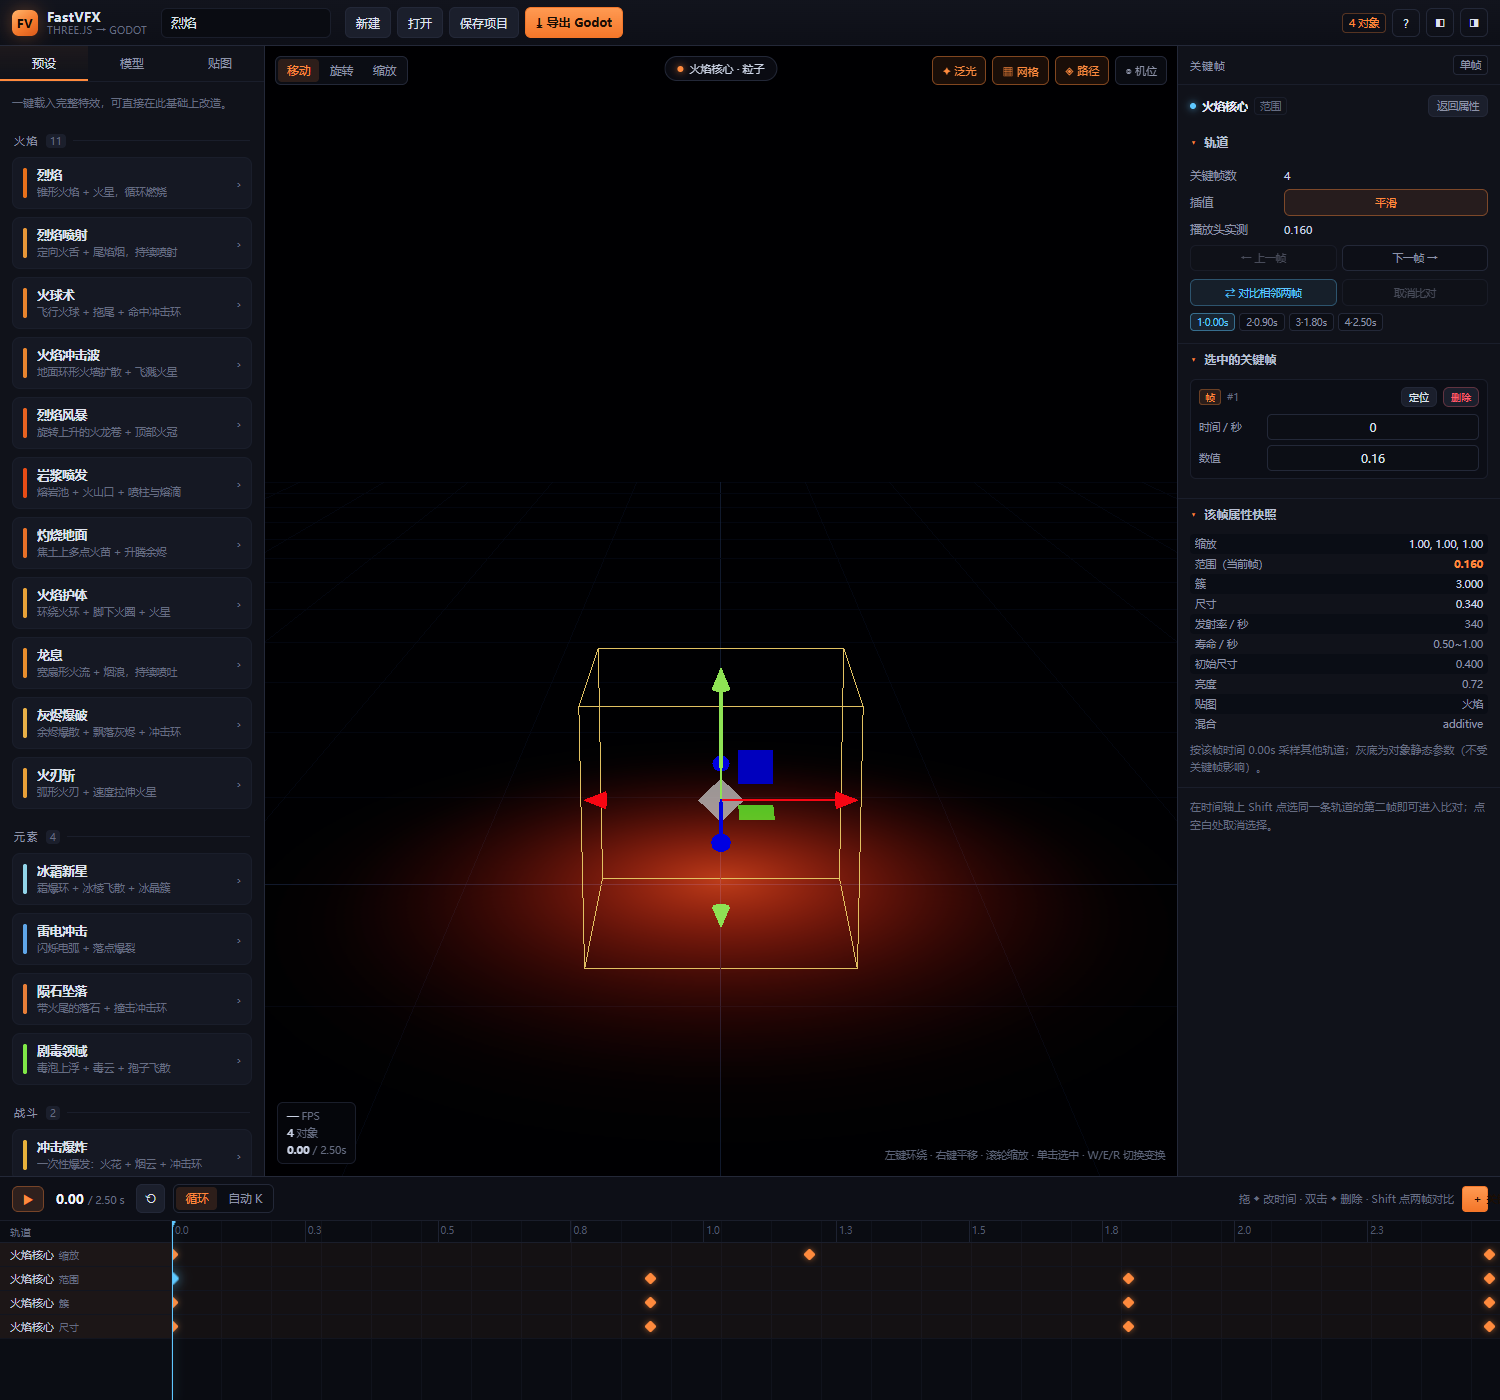 FV
FastVFX
THREE.JS → GODOT
烈焰
新建
打开
保存项目
⤓ 导出 Godot
4 对象
?
预设
模型
贴图
一键载入完整特效，可直接在此基础上改造。
火焰 11
烈焰
锥形火焰 + 火星，循环燃烧
烈焰喷射
定向火舌 + 尾焰烟，持续喷射
火球术
飞行火球 + 拖尾 + 命中冲击环
火焰冲击波
地面环形火墙扩散 + 飞溅火星
烈焰风暴
旋转上升的火龙卷 + 顶部火冠
岩浆喷发
熔岩池 + 火山口 + 喷柱与熔滴
灼烧地面
焦土上多点火苗 + 升腾余烬
火焰护体
环绕火环 + 脚下火圈 + 火星
龙息
宽扇形火流 + 烟浪，持续喷吐
灰烬爆破
余烬爆散 + 飘落灰烬 + 冲击环
火刃斩
弧形火刃 + 速度拉伸火星
元素 4
冰霜新星
霜爆环 + 冰棱飞散 + 冰晶簇
雷电冲击
闪烁电弧 + 落点爆裂
陨石坠落
带火尾的落石 + 撞击冲击环
剧毒领域
毒泡上浮 + 毒云 + 孢子飞散
战斗 2
冲击爆炸
一次性爆发：火花 + 烟云 + 冲击环
移动
旋转
缩放
火焰核心 · 粒子
✦ 泛光
▦ 网格
◈ 路径
机位
— FPS
4 对象
0.00 / 2.50s
左键环绕 · 右键平移 · 滚轮缩放 · 单击选中 · W/E/R 切换变换
关键帧
单帧
火焰核心 范围
返回属性
轨道
关键帧数 4
插值 平滑
播放头实测 0.160
← 上一帧
下一帧 →
⇄ 对比相邻两帧
取消比对
1·0.00s
2·0.90s
3·1.80s
4·2.50s
选中的关键帧
帧 #1
定位
删除
时间 / 秒 0
数值 0.16
该帧属性快照
缩放 1.00, 1.00, 1.00
范围（当前帧） 0.160
簇 3.000
尺寸 0.340
发射率 / 秒 340
寿命 / 秒 0.50~1.00
初始尺寸 0.400
亮度 0.72
贴图 火焰
混合 additive
按该帧时间 0.00s 采样其他轨道；灰底为对象静态参数（不受
关键帧影响）。
在时间轴上 Shift 点选同一条轨道的第二帧即可进入比对；点
空白处取消选择。
0.00 / 2.50 s
循环
自动 K
拖 ✦ 改时间 · 双击 ✦ 删除 · Shift 点两帧对比
+
轨道
0.0 0.3 0.5 0.8 1.0 1.3 1.5 1.8 2.0 2.3
火焰核心 缩放
火焰核心 范围
火焰核心 簇
火焰核心 尺寸